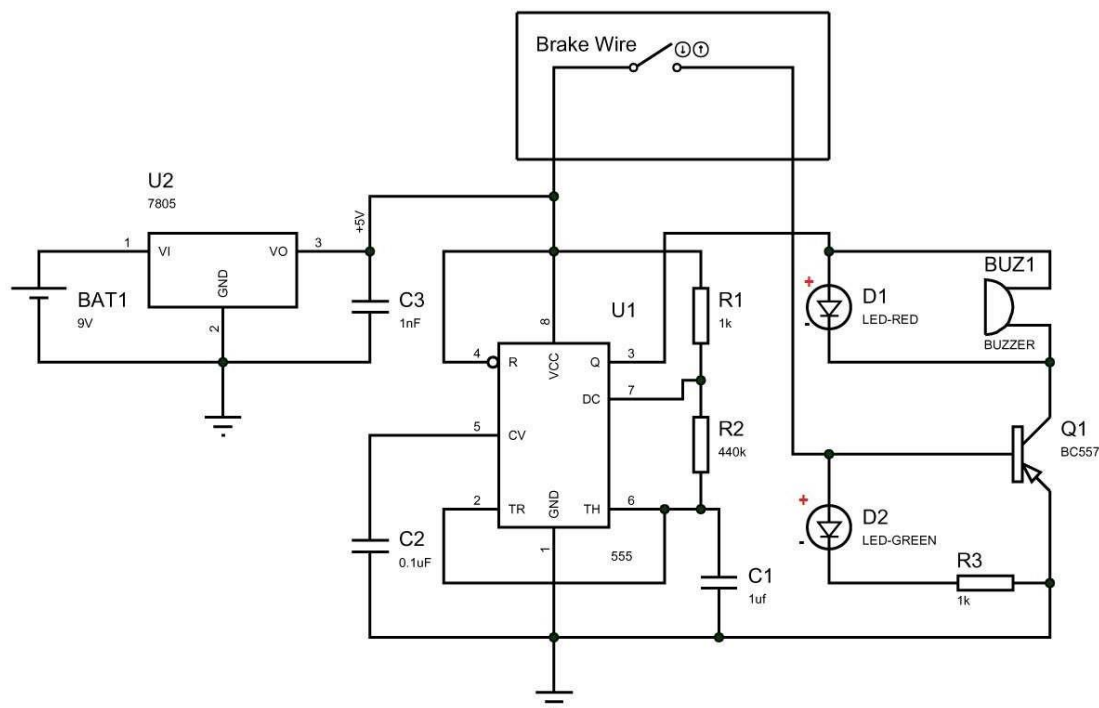 Brake Wire
U2
7805
1
VI
VO
3
+5V
GND
2
BAT1
9V
C3
1nF
U1
R1
1k
8
4
R
VCC
Q
3
DC
7
5
CV
R2
440k
2
TR
GND
TH
6
1
555
C2
0.1uF
C1
1uf
+
-
D1
LED-RED
BUZ1
BUZZER
Q1
BC557
+
-
D2
LED-GREEN
R3
1k